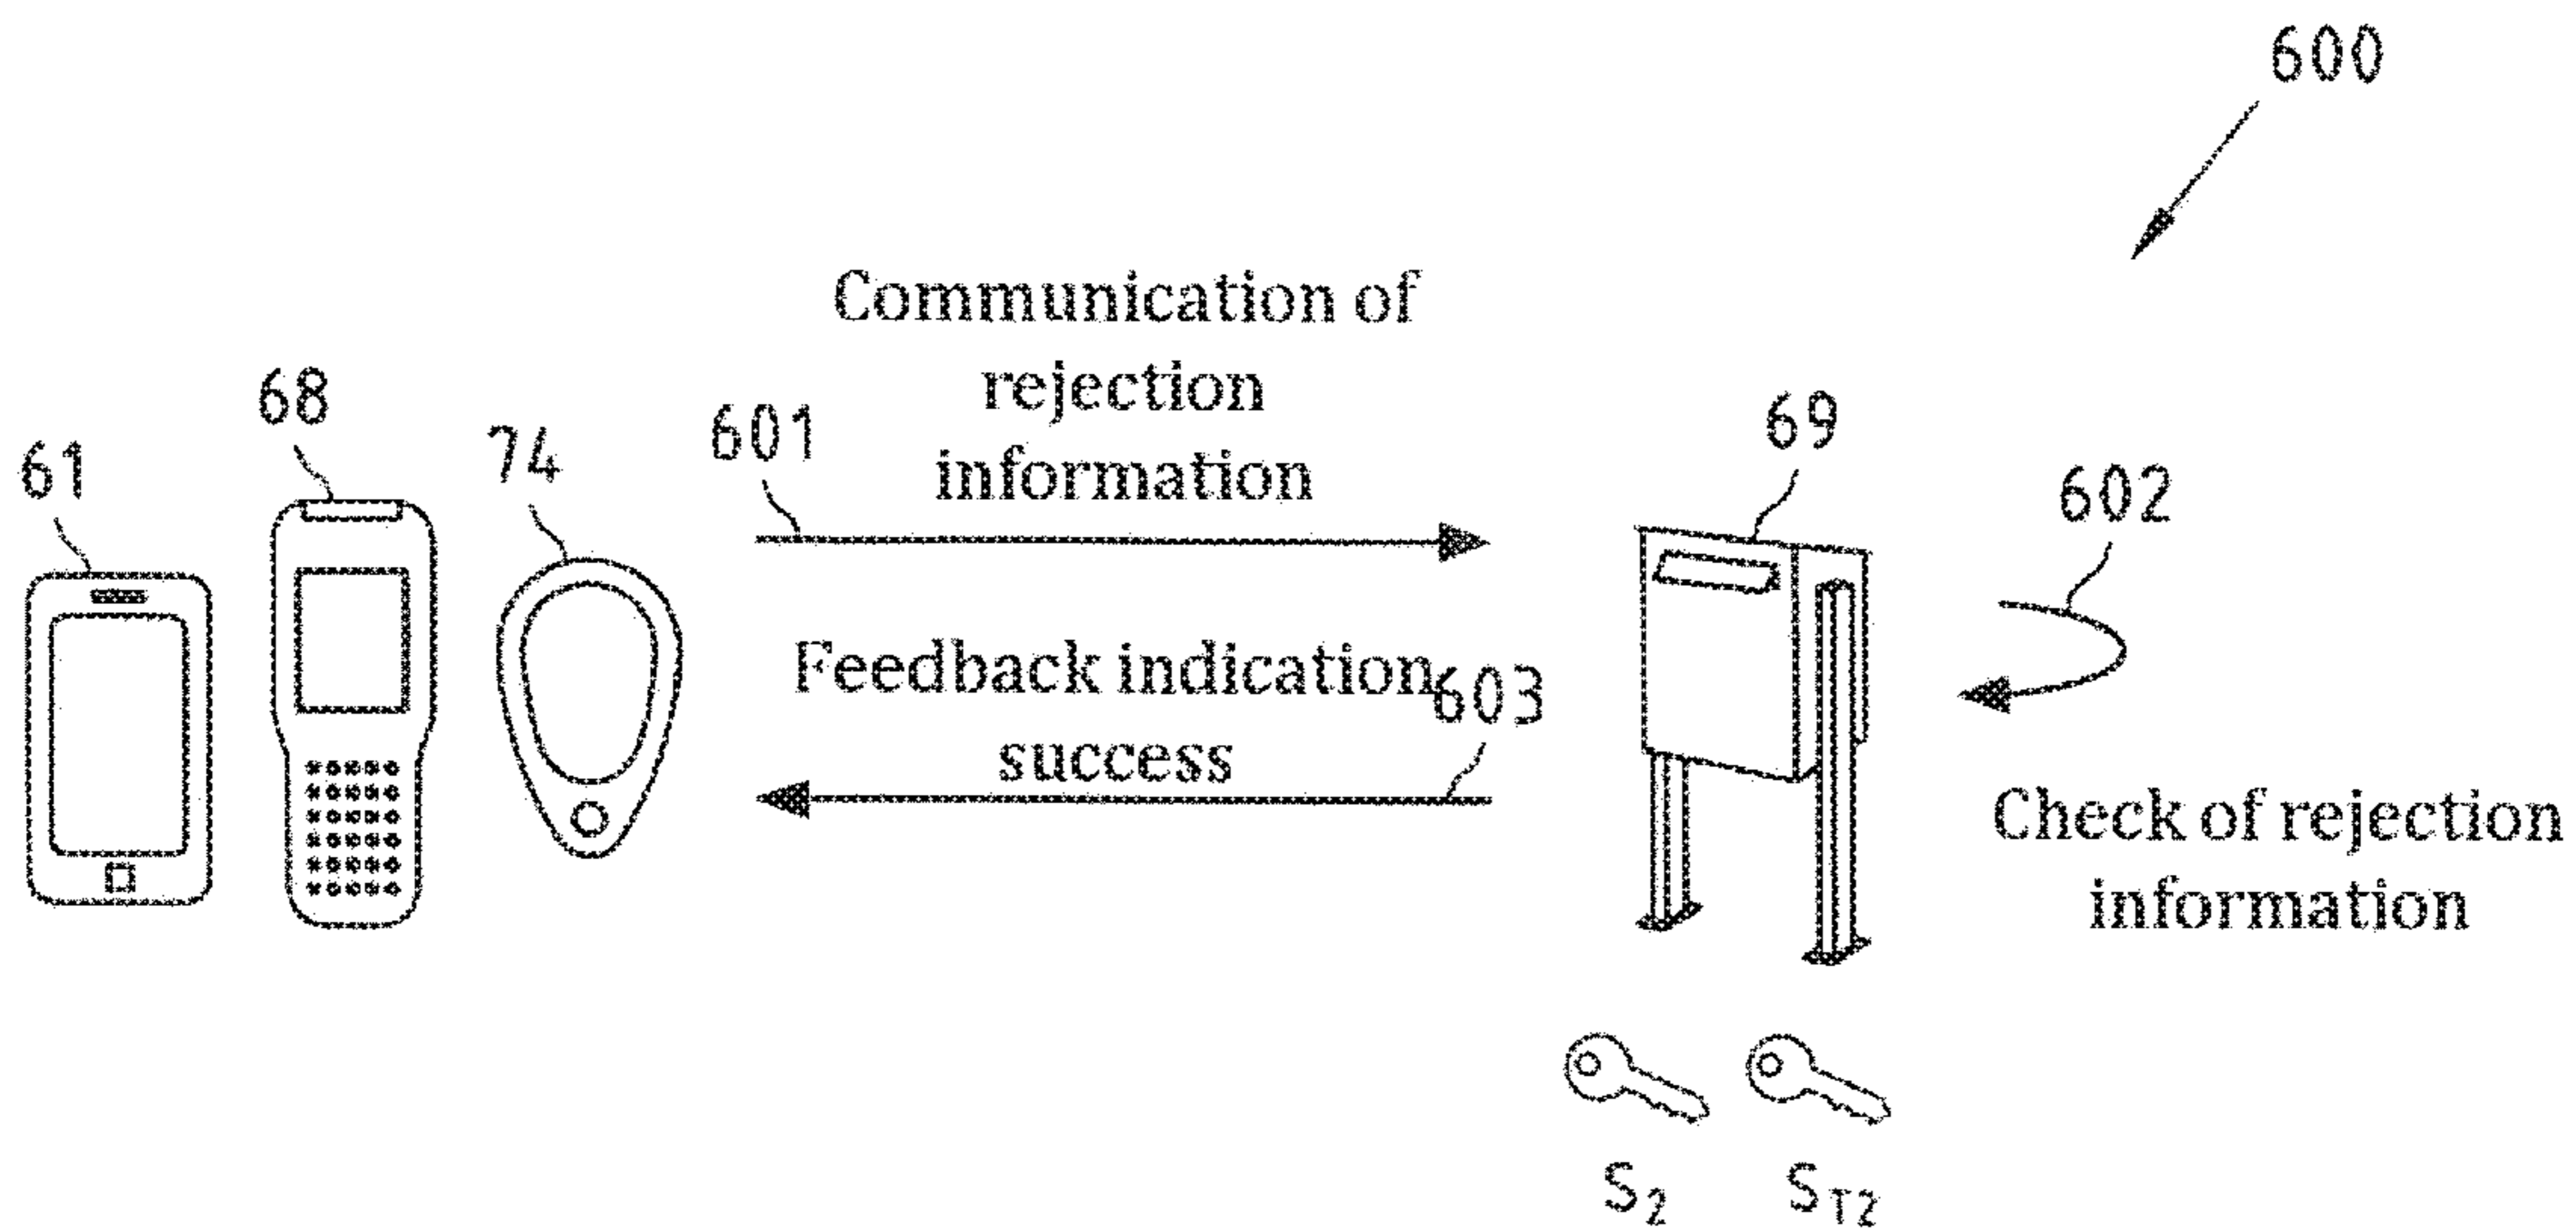 600
Communication of
rejection
information
68
61
74
601
69
602
Feedback indication
603
success
Check of rejection
information
S₂
S_T2